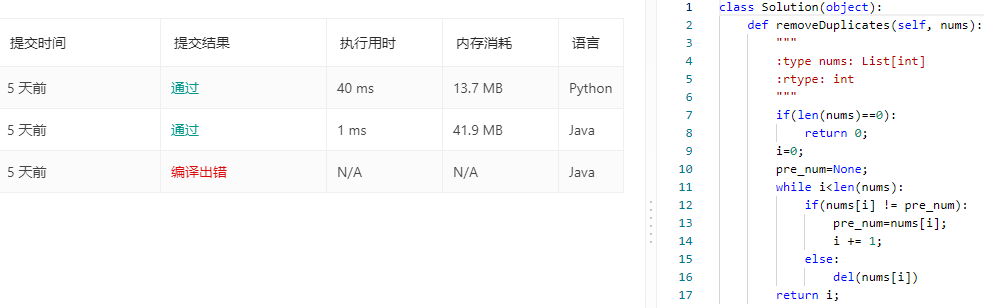 提交时间 提交结果 执行用时 内存消耗 语言
5 天前 通过 40 ms 13.7 MB Python
5 天前 通过 1 ms 41.9 MB Java
5 天前 编译出错 N/A N/A Java
1 class Solution(object):
2     def removeDuplicates(self, nums):
3         """
4         :type nums: List[int]
5         :rtype: int
6         """
7         if(len(nums)==0):
8             return 0;
9         i=0;
10         pre_num=None;
11         while i<len(nums):
12             if(nums[i] != pre_num):
13                 pre_num=nums[i];
14                 i += 1;
15             else:
16                 del(nums[i])
17         return i;